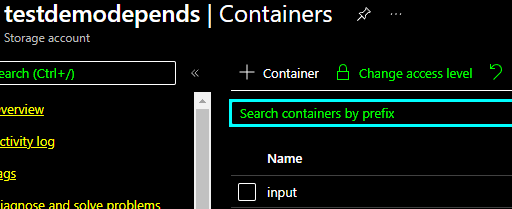 testdemodepends | Containers
Storage account
earch (Ctrl+/)
«
+ Container
Change access level
Search containers by prefix
verview
ctivity log
ags
iagnose and solve problems
Name
input